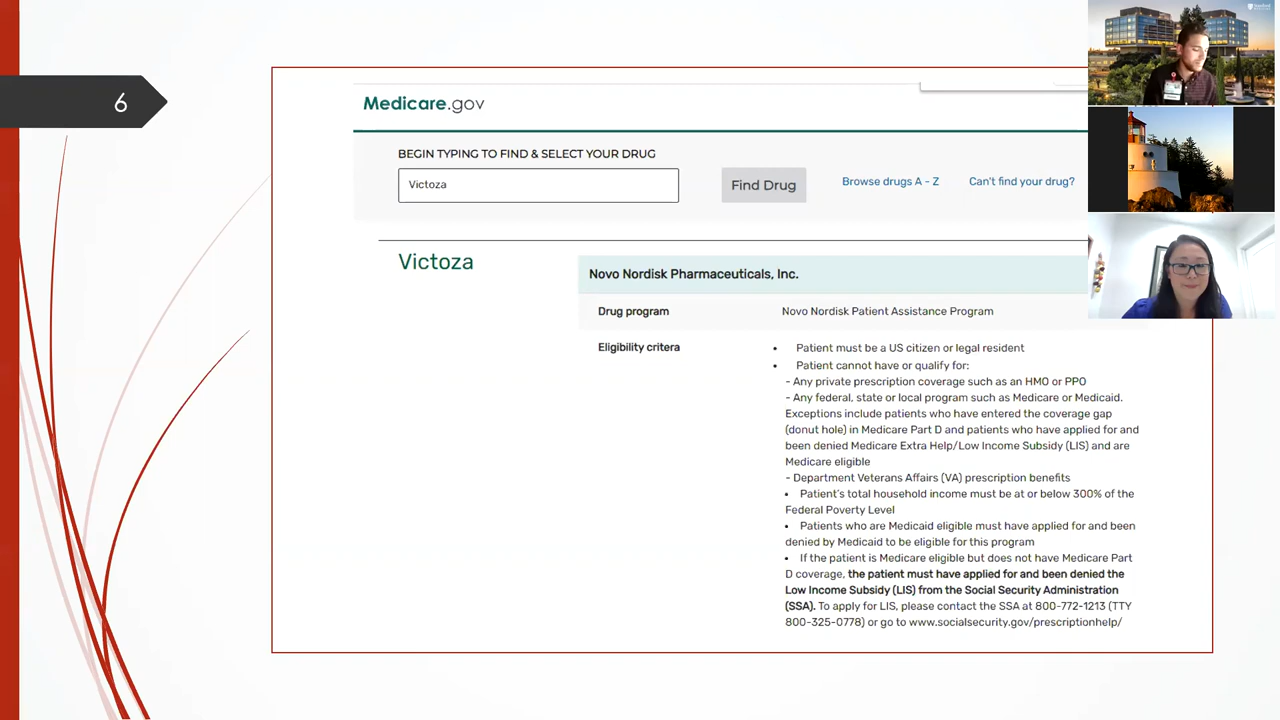 6
Medicare.gov
BEGIN TYPING TO FIND & SELECT YOUR DRUG
Victoza
Find Drug
Browse drugs A - Z
Can't find your drug?
Victoza
Novo Nordisk Pharmaceuticals, Inc.
Drug program
Novo Nordisk Patient Assistance Program
Eligibility critera
• Patient must be a US citizen or legal resident
• Patient cannot have or qualify for:
- Any private prescription coverage such as an HMO or PPO
- Any federal, state or local program such as Medicare or Medicaid.
Exceptions include patients who have entered the coverage gap
(donut hole) in Medicare Part D and patients who have applied for and
been denied Medicare Extra Help/Low Income Subsidy (LIS) and are
Medicare eligible
- Department Veterans Affairs (VA) prescription benefits
• Patient's total household income must be at or below 300% of the
Federal Poverty Level
• Patients who are Medicaid eligible must have applied for and been
denied by Medicaid to be eligible for this program
• If the patient is Medicare eligible but does not have Medicare Part
D coverage, the patient must have applied for and been denied the
Low Income Subsidy (LIS) from the Social Security Administration
(SSA). To apply for LIS, please contact the SSA at 800-772-1213 (TTY
800-325-0778) or go to www.socialsecurity.gov/prescriptionhelp/